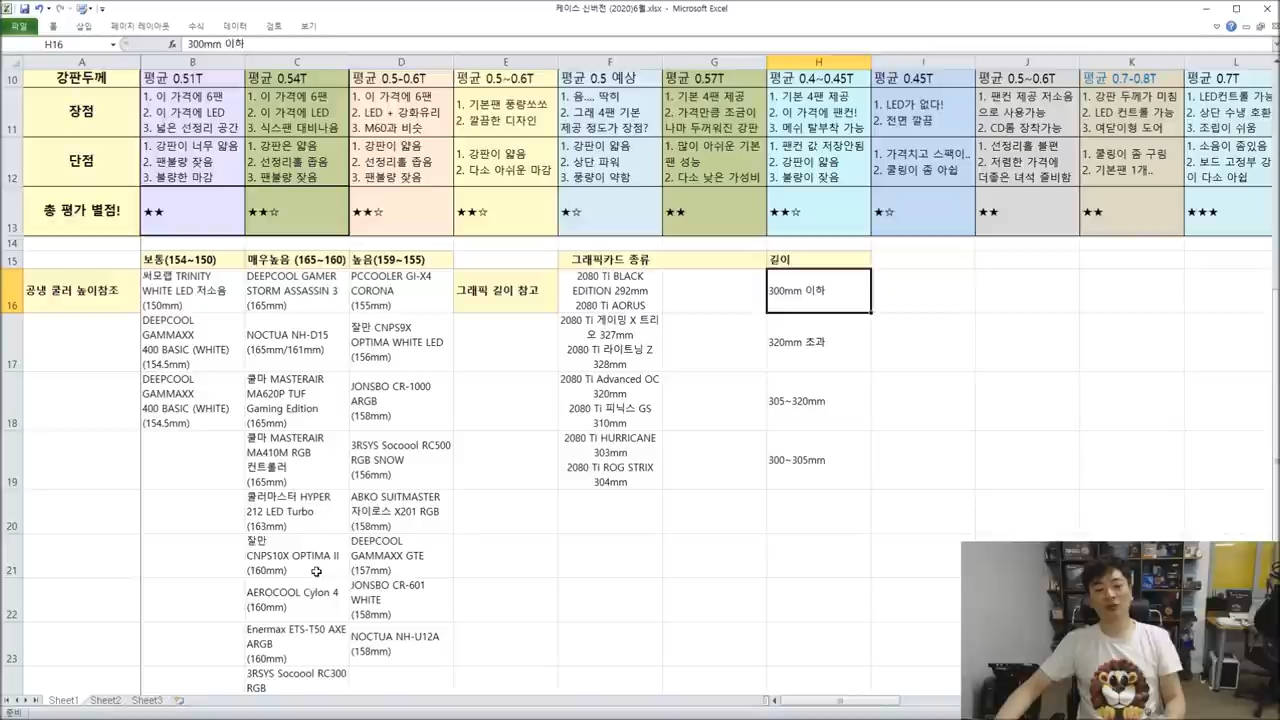 케이스 신버전 (2020)6월.xlsx - Microsoft Excel
파일 홈 삽입 페이지 레이아웃 수식 데이터 검토 보기
H16 fx 300mm 이하
A B C D E F G H I J K L
10 강판두께 평균 0.51T 평균 0.54T 평균 0.5-0.6T 평균 0.5~0.6T 평균 0.5 예상 평균 0.57T 평균 0.4~0.45T 평균 0.45T 평균 0.5~0.6T 평균 0.7-0.8T 평균 0.7T
11 장점
1. 이 가격에 6팬
2. 이 가격에 LED
3. 넓은 선정리 공간
1. 이 가격에 6팬
2. 이 가격에 LED
3. 식스팬 대비나음
1. 이 가격에 6팬
2. LED + 강화유리
3. M60과 비슷
1. 기본팬 풍량쏘쏘
2. 깔끔한 디자인
1. 음.... 딱히
2. 그래 4팬 기본
제공 정도가 장점?
1. 기본 4팬 제공
2. 가격만큼 조금이
나마 두꺼워진 강판
1. 기본 4팬 제공
2. 이 가격에 팬컨!
3. 메쉬 탈부착 가능
1. LED가 없다!
2. 전면 깔끔
1. 팬컨 제공 저소음
으로 사용가능
2. CD롬 장착가능
1. 강판 두께가 미침
2. LED 컨트롤 가능
3. 여닫이형 도어
1. LED컨트롤 가능
2. 상단 수냉 호환
3. 조립이 쉬움
12 단점
1. 강판이 너무 얇음
2. 팬불량 잦음
3. 불량한 마감
1. 강판은 얇음
2. 선정리홀 좁음
3. 팬불량 잦음
1. 강판이 얇음
2. 선정리홀 좁음
3. 팬불량 잦음
1. 강판이 얇음
2. 다소 아쉬운 마감
1. 강판이 얇음
2. 상단 파워
3. 풍량이 약함
1. 많이 아쉬운 기본
팬 성능
2. 다소 낮은 가성비
1. 팬컨 값 저장안됨
2. 강판이 얇음
3. 불량이 잦음
1. 가격치고 스팩이..
2. 쿨링이 좀 아쉽
1. 선정리홀 불편
2. 저렴한 가격에
더좋은 녀석 즐비함
1. 쿨링이 좀 구림
2. 기본팬 1개..
1. 소음이 좀있음
2. 보드 고정부 강
이 다소 아쉽
13 총 평가 별점! ★★ ★★☆ ★★☆ ★★☆ ★☆ ★★ ★★☆ ★☆ ★★ ★★ ★★★
14
15 보통(154~150) 매우높음 (165~160) 높음(159~155) 그래픽카드 종류 길이
16 공냉 쿨러 높이참조
써모랩 TRINITY
WHITE LED 저소음
(150mm)
DEEPCOOL GAMER
STORM ASSASSIN 3
(165mm)
PCCOOLER GI-X4
CORONA
(155mm)
그래픽 길이 참고
2080 Ti BLACK
EDITION 292mm
2080 Ti AORUS
300mm 이하
17
DEEPCOOL
GAMMAXX
400 BASIC (WHITE)
(154.5mm)
NOCTUA NH-D15
(165mm/161mm)
잘만 CNPS9X
OPTIMA WHITE LED
(156mm)
2080 Ti 게이밍 X 트리
오 327mm
2080 Ti 라이트닝 Z
328mm
320mm 초과
18
DEEPCOOL
GAMMAXX
400 BASIC (WHITE)
(154.5mm)
쿨마 MASTERAIR
MA620P TUF
Gaming Edition
(165mm)
JONSBO CR-1000
ARGB
(158mm)
2080 Ti Advanced OC
320mm
2080 Ti 피닉스 GS
310mm
305~320mm
19
쿨마 MASTERAIR
MA410M RGB
컨트롤러
(165mm)
3RSYS Socoool RC500
RGB SNOW
(156mm)
2080 Ti HURRICANE
303mm
2080 Ti ROG STRIX
304mm
300~305mm
20
쿨러마스터 HYPER
212 LED Turbo
(163mm)
ABKO SUITMASTER
자이로스 X201 RGB
(158mm)
21
잘만
CNPS10X OPTIMA II
(160mm)
DEEPCOOL
GAMMAXX GTE
(157mm)
22
AEROCOOL Cylon 4
(160mm)
JONSBO CR-601
WHITE
(158mm)
23
Enermax ETS-T50 AXE
ARGB
(160mm)
NOCTUA NH-U12A
(158mm)
3RSYS Socoool RC300
RGB
Sheet1 Sheet2 Sheet3
준비